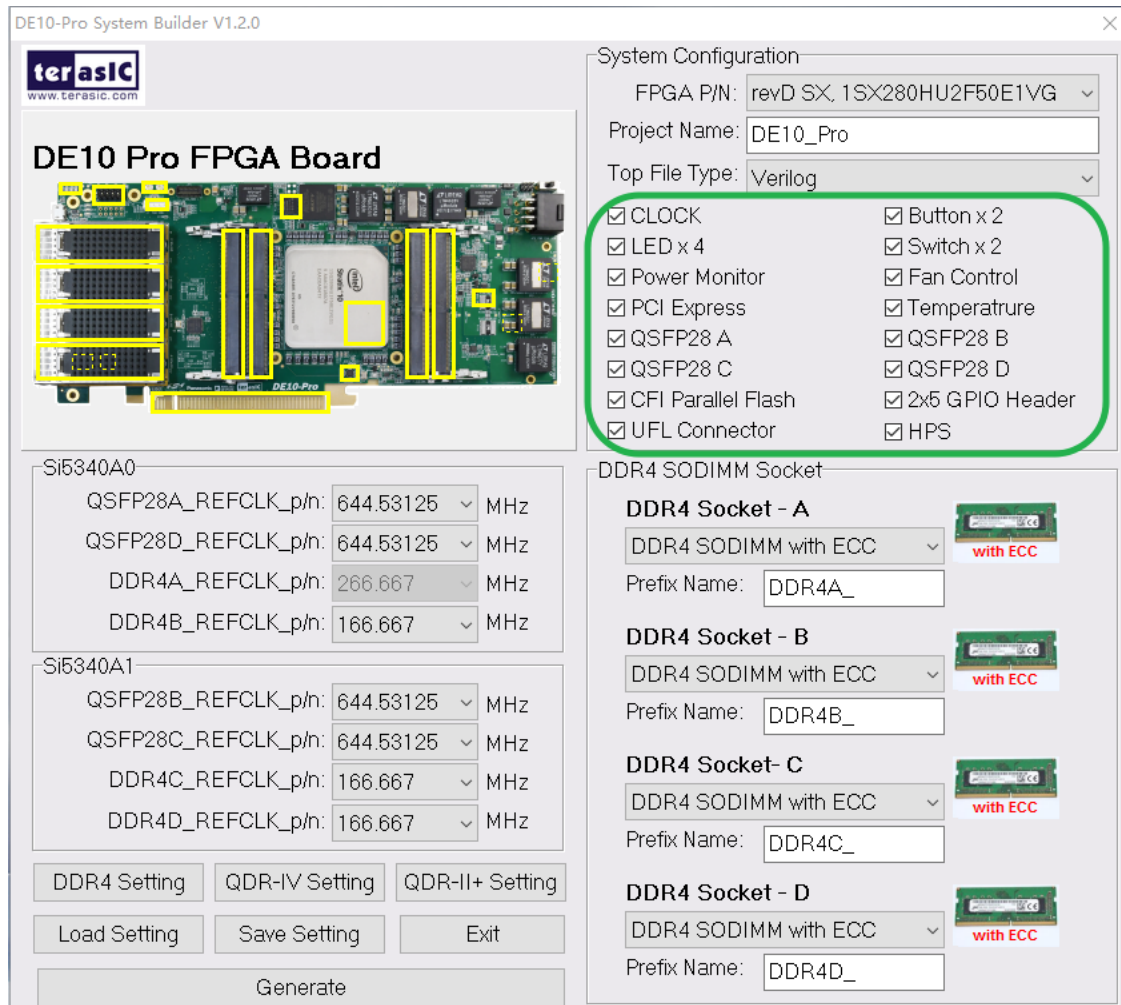 DE10-Pro System Builder V1.2.0
terasIC
www.terasic.com
DE10 Pro FPGA Board
intel
Stratix 10
DE10-Pro
System Configuration
FPGA P/N: revD SX, 1SX280HU2F50E1VG
Project Name: DE10_Pro
Top File Type: Verilog
CLOCK Button x 2
LED x 4 Switch x 2
Power Monitor Fan Control
PCI Express Temperatrure
QSFP28 A QSFP28 B
QSFP28 C QSFP28 D
CFI Parallel Flash 2x5 GPIO Header
UFL Connector HPS
Si5340A0
QSFP28A_REFCLK_p/n: 644.53125 MHz
QSFP28D_REFCLK_p/n: 644.53125 MHz
DDR4A_REFCLK_p/n: 266.667 MHz
DDR4B_REFCLK_p/n: 166.667 MHz
Si5340A1
QSFP28B_REFCLK_p/n: 644.53125 MHz
QSFP28C_REFCLK_p/n: 644.53125 MHz
DDR4C_REFCLK_p/n: 166.667 MHz
DDR4D_REFCLK_p/n: 166.667 MHz
DDR4 Setting QDR-IV Setting QDR-II+ Setting
Load Setting Save Setting Exit
Generate
DDR4 SODIMM Socket
DDR4 Socket - A
DDR4 SODIMM with ECC
with ECC
Prefix Name: DDR4A_
DDR4 Socket - B
DDR4 SODIMM with ECC
with ECC
Prefix Name: DDR4B_
DDR4 Socket- C
DDR4 SODIMM with ECC
with ECC
Prefix Name: DDR4C_
DDR4 Socket - D
DDR4 SODIMM with ECC
with ECC
Prefix Name: DDR4D_